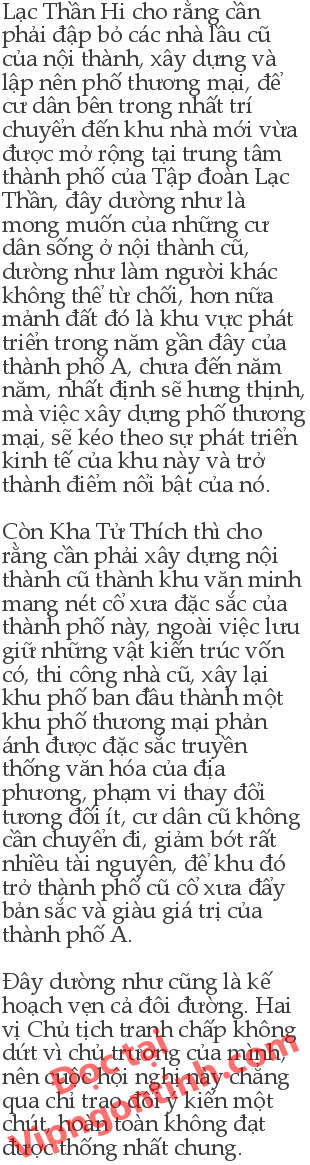 Lạc Thần Hi cho rằng cần
phải đập bỏ các nhà lầu cũ
của nội thành, xây dựng và
lập nên phố thương mại, để
cư dân bên trong nhất trí
chuyển đến khu nhà mới vừa
được mở rộng tại trung tâm
thành phố của Tập đoàn Lạc
Thần, đây dường như là
mong muốn của những cư
dân sống ở nội thành cũ,
dường như làm người khác
không thể từ chối, hơn nữa
mảnh đất đó là khu vực phát
triển trong năm gần đây của
thành phố A, chưa đến năm
năm, nhất định sẽ hưng thịnh,
mà việc xây dựng phố thương
mại, sẽ kéo theo sự phát triển
kinh tế của khu này và trở
thành điểm nổi bật của nó.
Còn Kha Tử Thích thì cho
rằng cần phải xây dựng nội
thành cũ thành khu văn minh
mang nét cổ xưa đặc sắc của
thành phố này, ngoài việc lưu
giữ những vật kiến trúc vốn
có, thi công nhà cũ, xây lại
khu phố ban đầu thành một
khu phố thương mại phản
ánh được đặc sắc truyền
thống văn hóa của địa
phương, phạm vi thay đổi
tương đối ít, cư dân cũ không
cần chuyển đi, giảm bớt rất
nhiều tài nguyên, để khu đó
trở thành phố cũ cổ xưa đầy
bản sắc và giàu giá trị của
thành phố A.
Đây dường như cũng là kế
hoạch vẹn cả đôi đường. Hai
vị Chủ tịch tranh chấp không
dứt vì chủ trương của mình,
nên cuộc hội nghị này chẳng
qua chỉ trao đổi ý kiến một
chút, hoàn toàn không đạt
được thống nhất chung.
Đọc tại
Vipngontinh.com